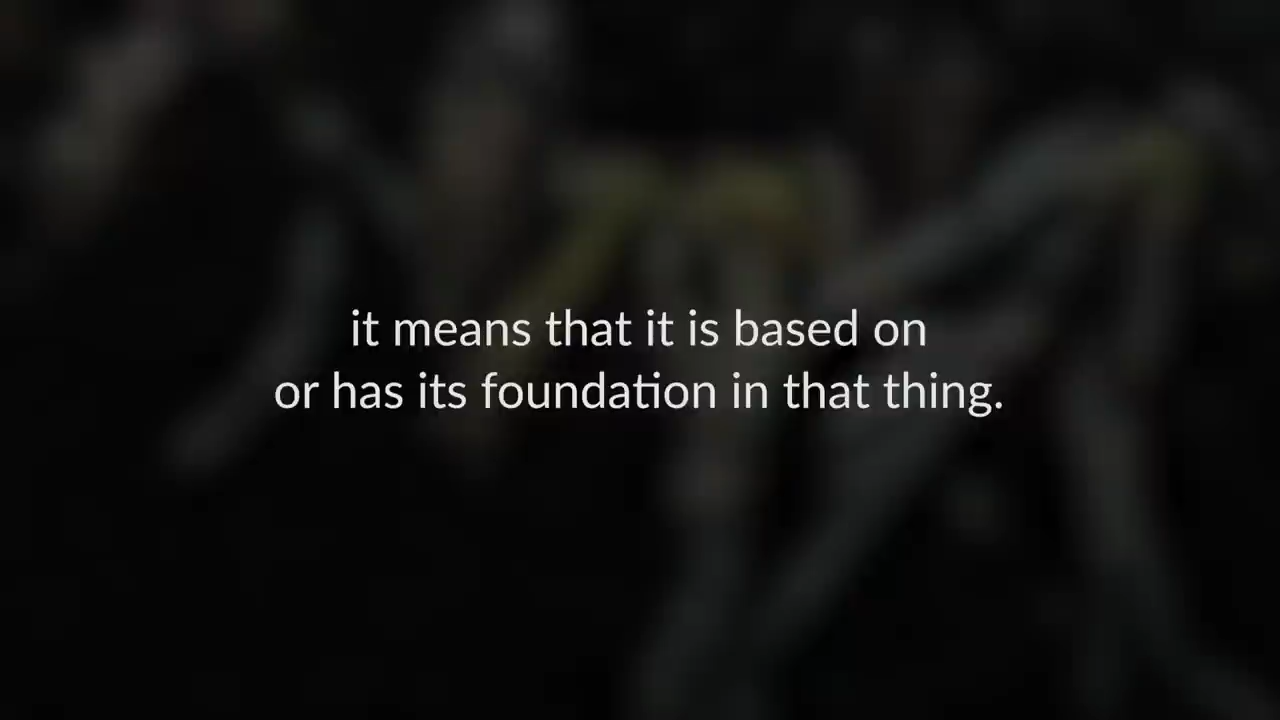 it means that it is based on
or has its foundation in that thing.